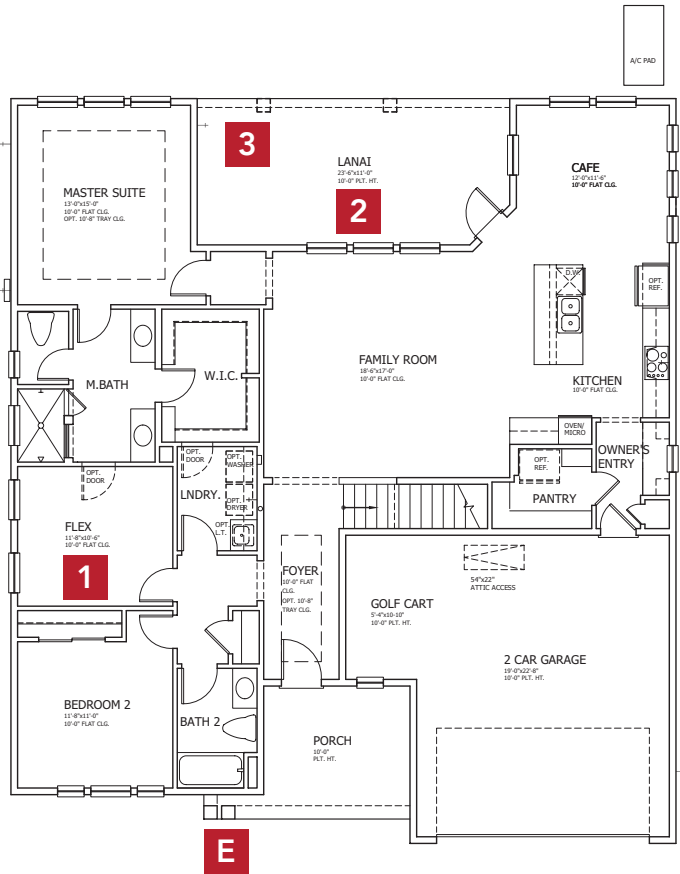 A/C PAD
3
LANAI
23'-6"x11'-0"
10'-0" PLT. HT.
2
CAFE
12'-0"x11'-6"
10'-0" FLAT CLG.
MASTER SUITE
13'-0"x15'-0"
10'-0" FLAT CLG.
OPT. 10'-8" TRAY CLG.
D.W.
OPT.
REF.
FAMILY ROOM
18'-6"x17'-0"
10'-0" FLAT CLG.
KITCHEN
10'-0" FLAT CLG.
W.I.C.
M.BATH
OVEN/
MICRO
OWNER'S
ENTRY
OPT.
REF.
PANTRY
OPT.
DOOR
OPT.
DOOR
OPT.
WASHER
LNDRY.
OPT.
DRYER
OPT.
L.T.
FLEX
11'-8"x10'-6"
10'-0" FLAT CLG.
1
FOYER
10'-0" FLAT
CLG.
OPT. 10'-8"
TRAY CLG.
54"x22"
ATTIC ACCESS
GOLF CART
5'-4"x10-10"
10'-0" PLT. HT.
2 CAR GARAGE
19'-0"x22'-8"
10'-0" PLT. HT.
BEDROOM 2
11'-8"x11'-0"
10'-0" FLAT CLG.
BATH 2
PORCH
10'-0"
PLT. HT.
E